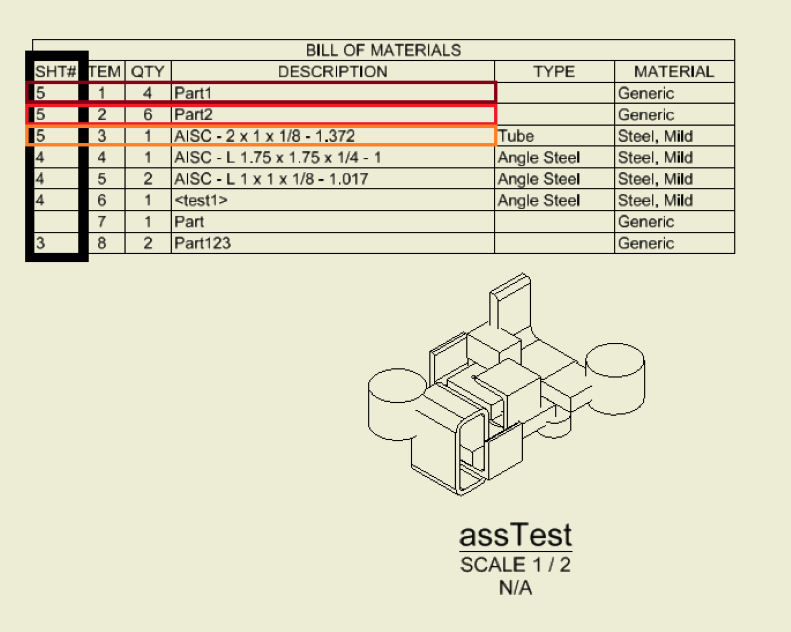 BILL OF MATERIALS
SHT# TEM QTY DESCRIPTION TYPE MATERIAL
5 1 4 Part1 Generic
5 2 6 Part2 Generic
5 3 1 AISC - 2 x 1 x 1/8 - 1.372 Tube Steel, Mild
4 4 1 AISC - L 1.75 x 1.75 x 1/4 - 1 Angle Steel Steel, Mild
4 5 2 AISC - L 1 x 1 x 1/8 - 1.017 Angle Steel Steel, Mild
4 6 1 <test1> Angle Steel Steel, Mild
7 1 Part Generic
3 8 2 Part123 Generic
assTest
SCALE 1 / 2
N/A